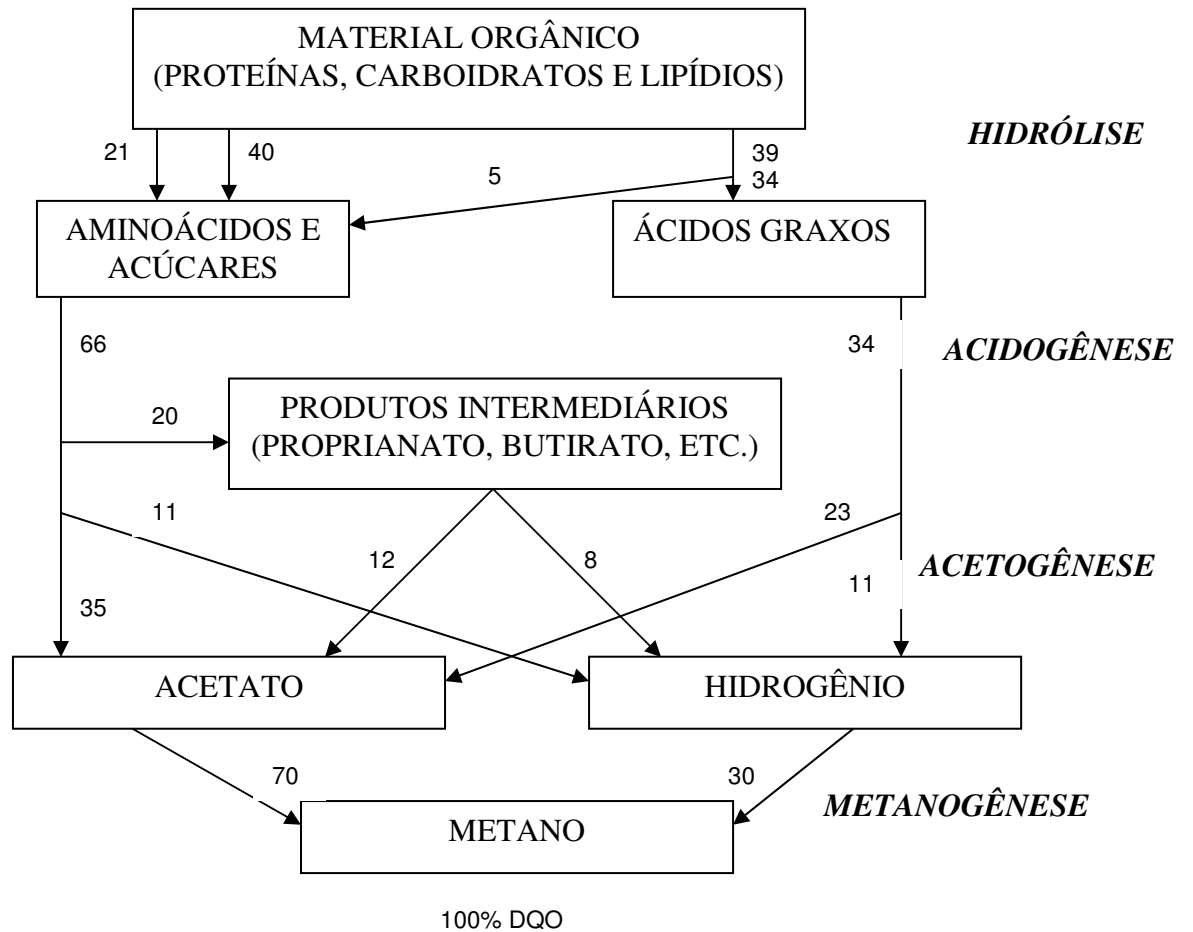 MATERIAL ORGÂNICO
(PROTEÍNAS, CARBOIDRATOS E LIPÍDIOS)
HIDRÓLISE
21
40
39
5
34
AMINOÁCIDOS E
ACÚCARES
ÁCIDOS GRAXOS
66
34
ACIDOGÊNESE
20
PRODUTOS INTERMEDIÁRIOS
(PROPRIANATO, BUTIRATO, ETC.)
11
23
12
8
11
ACETOGÊNESE
35
ACETATO
HIDROGÊNIO
70
30
METANOGÊNESE
METANO
100% DQO